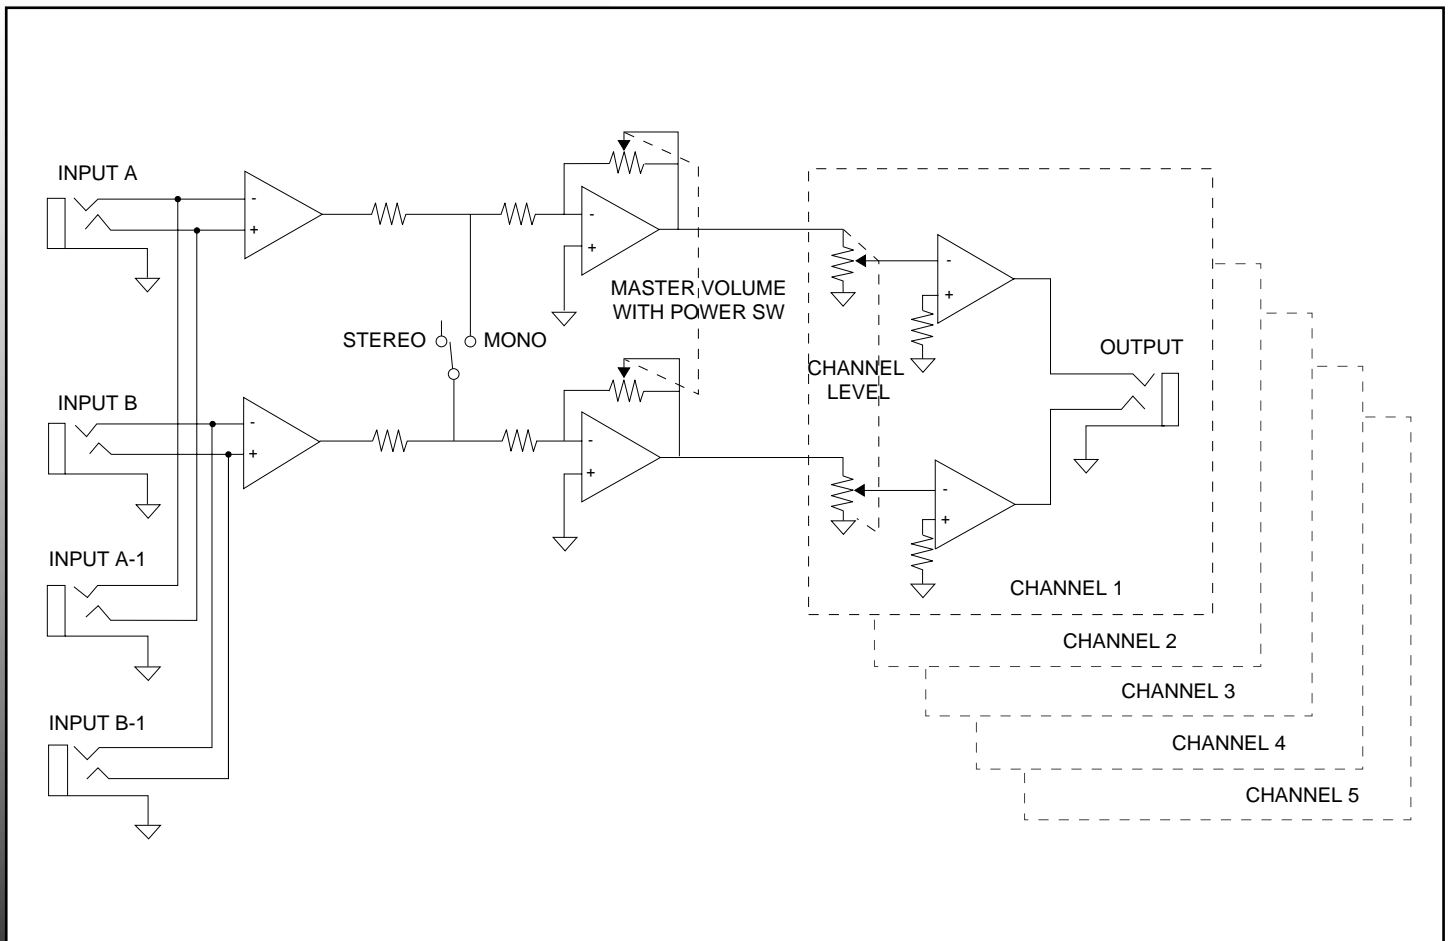 INPUT A
-
+
-
+
MASTER VOLUME
WITH POWER SW
-
+
STEREO
MONO
CHANNEL
LEVEL
OUTPUT
INPUT B
-
+
-
+
-
+
INPUT A-1
CHANNEL 1
CHANNEL 2
CHANNEL 3
INPUT B-1
CHANNEL 4
CHANNEL 5